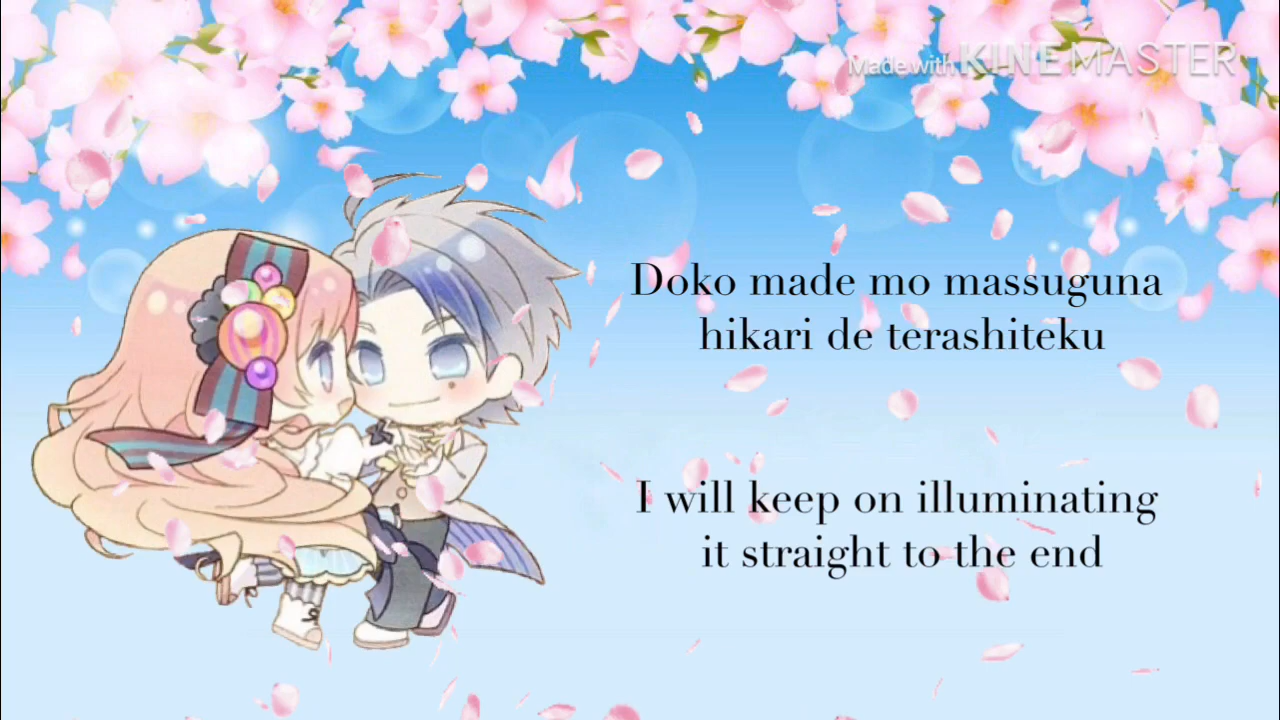 Made with KINEMASTER
Doko made mo massuguna
hikari de terashiteku
I will keep on illuminating
it straight to the end